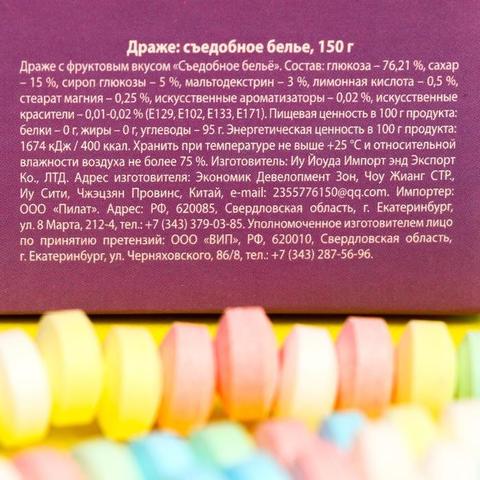 Драже: съедобное белье, 150 г
Драже с фруктовым вкусом «Съедобное бельё». Состав: глюкоза – 76,21 %, сахар
– 15 %, сироп глюкозы – 5 %, мальтодекстрин – 3 %, лимонная кислота – 0,5 %,
стеарат магния – 0,25 %, искусственные ароматизаторы – 0,02 %, искусственные
красители – 0,01-0,02 % (Е129, Е102, Е133, Е171). Пищевая ценность в 100 г продукта:
белки – 0 г, жиры – 0 г, углеводы – 95 г. Энергетическая ценность в 100 г продукта:
1674 кДж / 400 ккал. Хранить при температуре не выше +25 °C и относительной
влажности воздуха не более 75 %. Изготовитель: Иу Йоуда Импорт энд Экспорт
Ко., ЛТД. Адрес изготовителя: Экономик Девелопмент Зон, Чоу Жианг СТР.,
Иу Сити, Чжэцзян Провинс, Китай, e-mail: 2355776150@qq.com. Импортер:
ООО «Пилат». Адрес: РФ, 620085, Свердловская область, г. Екатеринбург,
ул. 8 Марта, 212-4, тел.: +7 (343) 379-03-85. Уполномоченное изготовителем лицо
по принятию претензий: ООО «ВИП», РФ, 620010, Свердловская область,
г. Екатеринбург, ул. Черняховского, 86/8, тел.: +7 (343) 287-56-96.